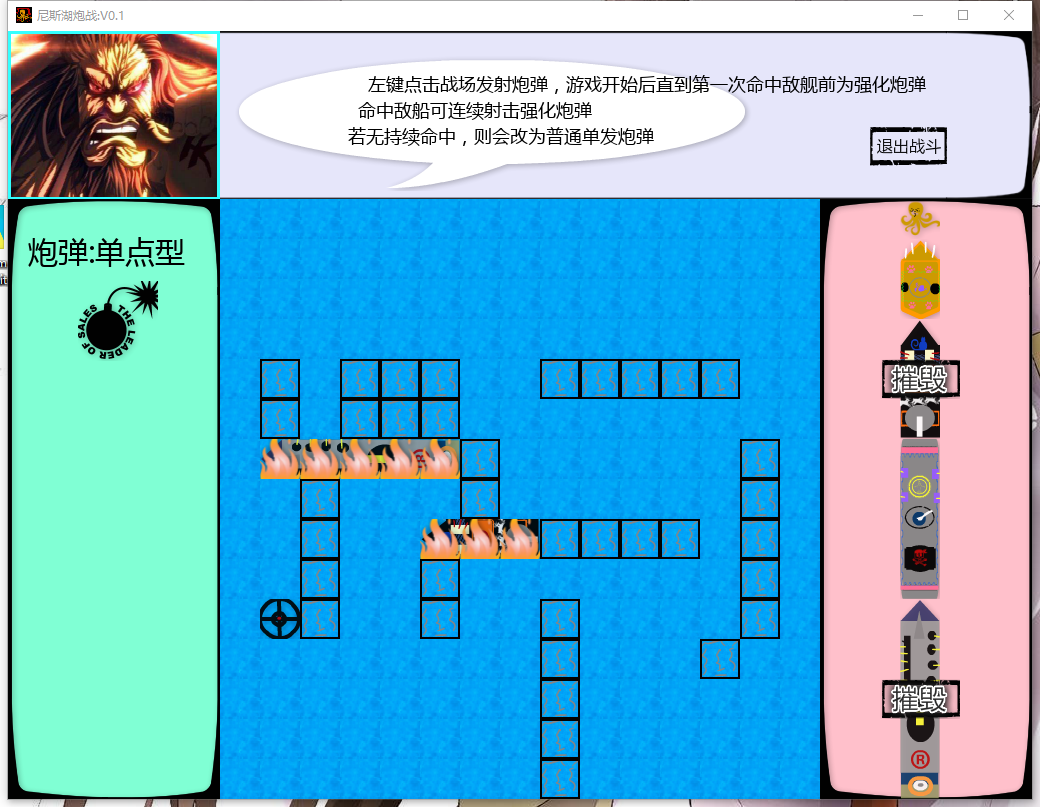 尼斯湖炮战:V0.1
左键点击战场发射炮弹，游戏开始后直到第一次命中敌舰前为强化炮弹
命中敌船可连续射击强化炮弹
若无持续命中，则会改为普通单发炮弹
退出战斗
炮弹:单点型
THE LEADER OF SALES
摧毁
摧毁
R